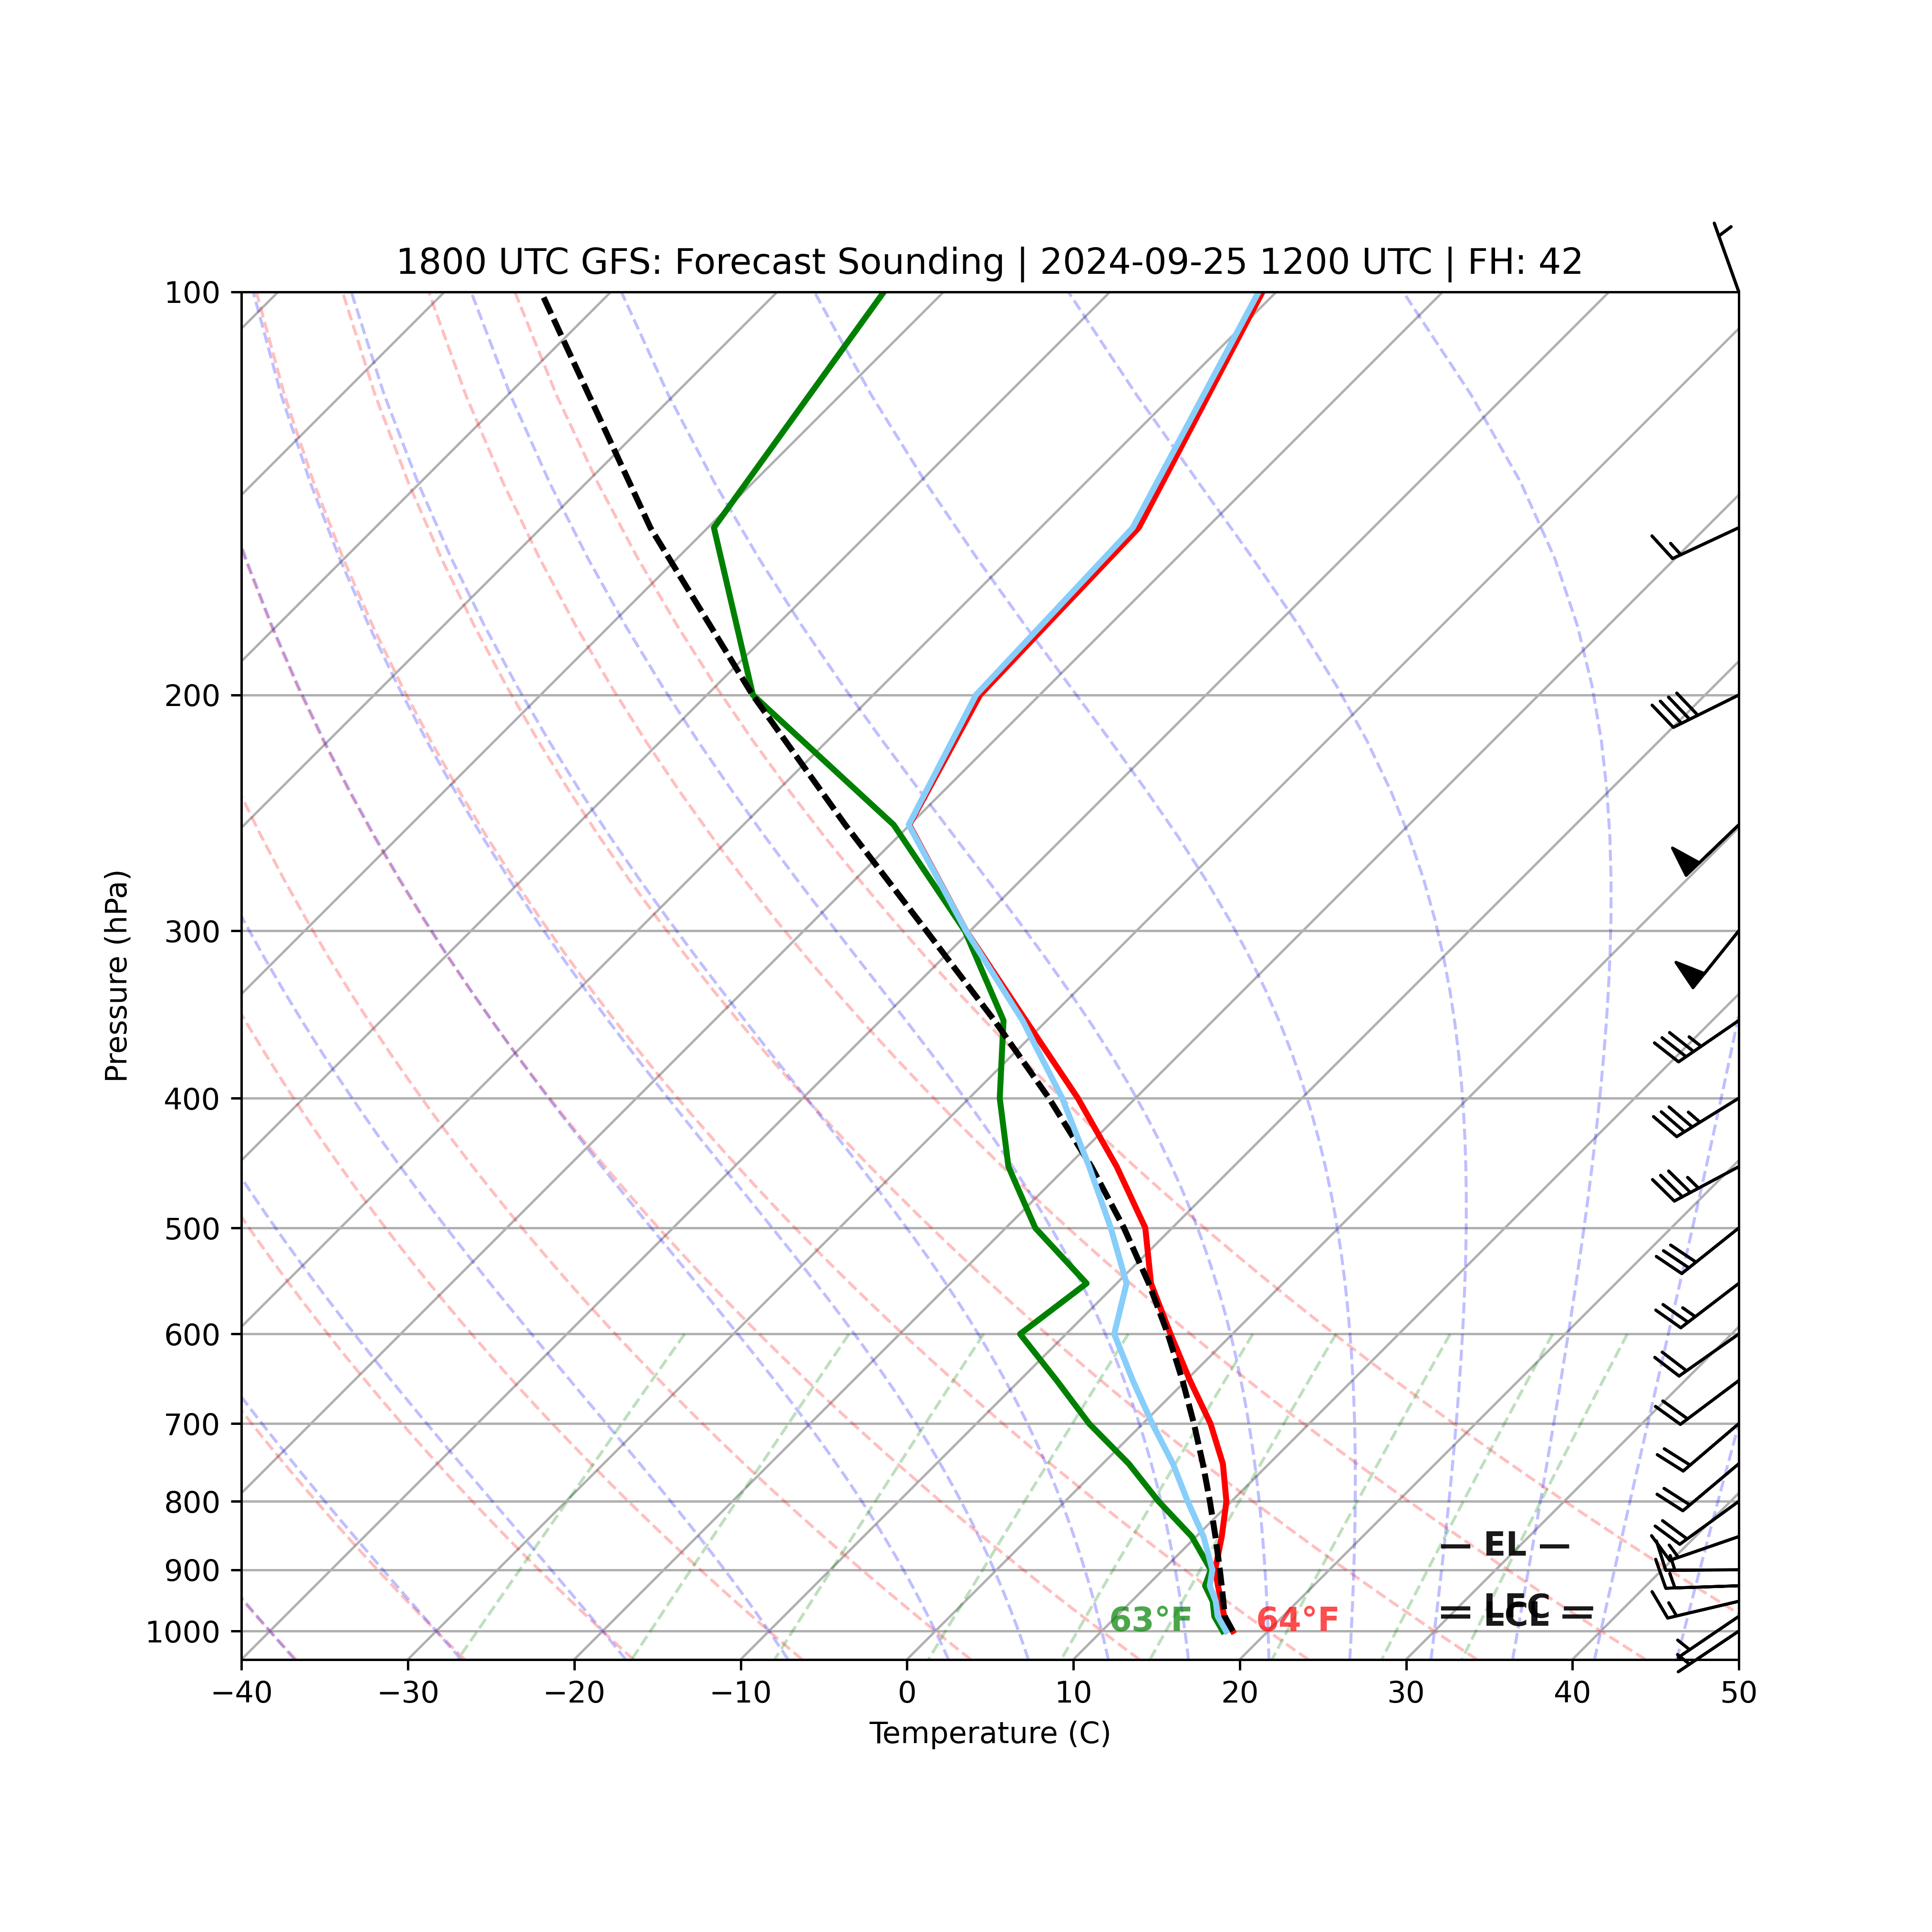 1800 UTC GFS: Forecast Sounding | 2024-09-25 1200 UTC | FH: 42
100
200
300
400
500
600
700
800
900
1000
Pressure (hPa)
— EL —
— LFC —
— LCL —
63°F
64°F
−40 −30 −20 −10 0 10 20 30 40 50
Temperature (C)